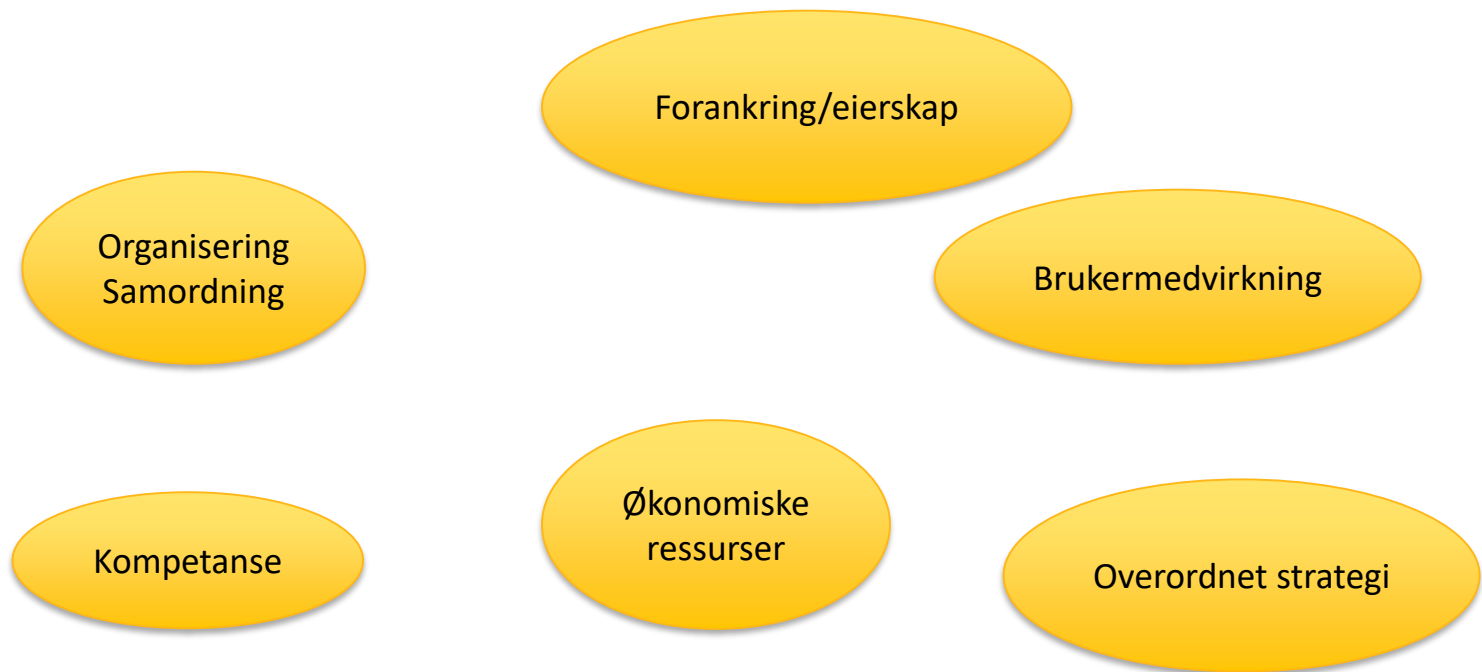 Forankring/eierskap
Organisering
Samordning
Brukermedvirkning
Økonomiske
ressurser
Kompetanse
Overordnet strategi